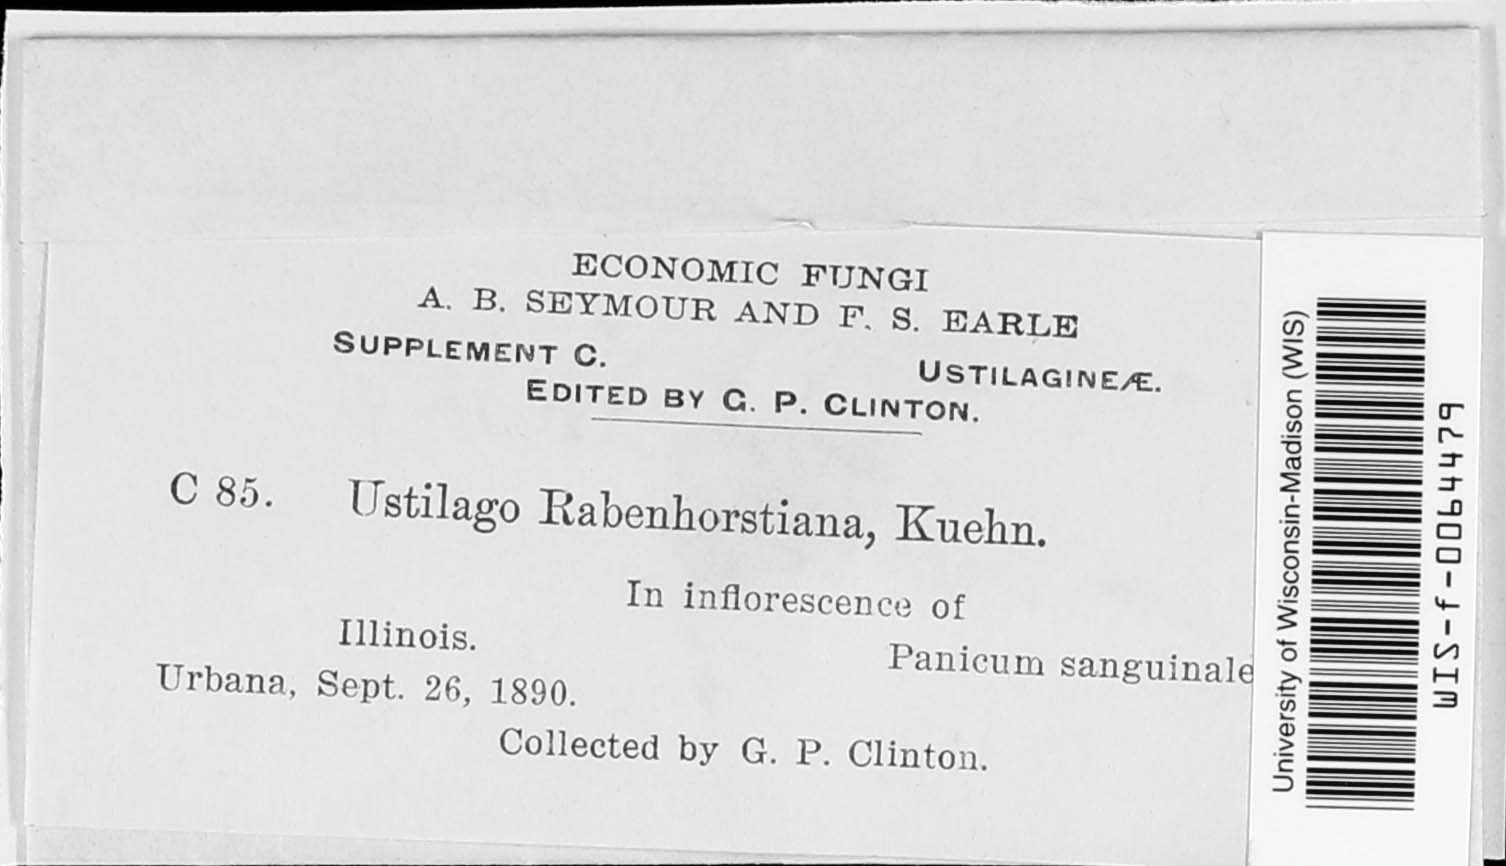 ECONOMIC FUNGI
A. B. SEYMOUR AND F. S. EARLE
SUPPLEMENT C. USTILAGINEÆ.
EDITED BY G. P. CLINTON.
C 85. Ustilago Rabenhorstiana, Kuehn.
In inflorescence of
Illinois. Panicum sanguinale
Urbana, Sept. 26, 1890.
Collected by G. P. Clinton.
University of Wisconsin-Madison (WIS)
WIS-f-0064479